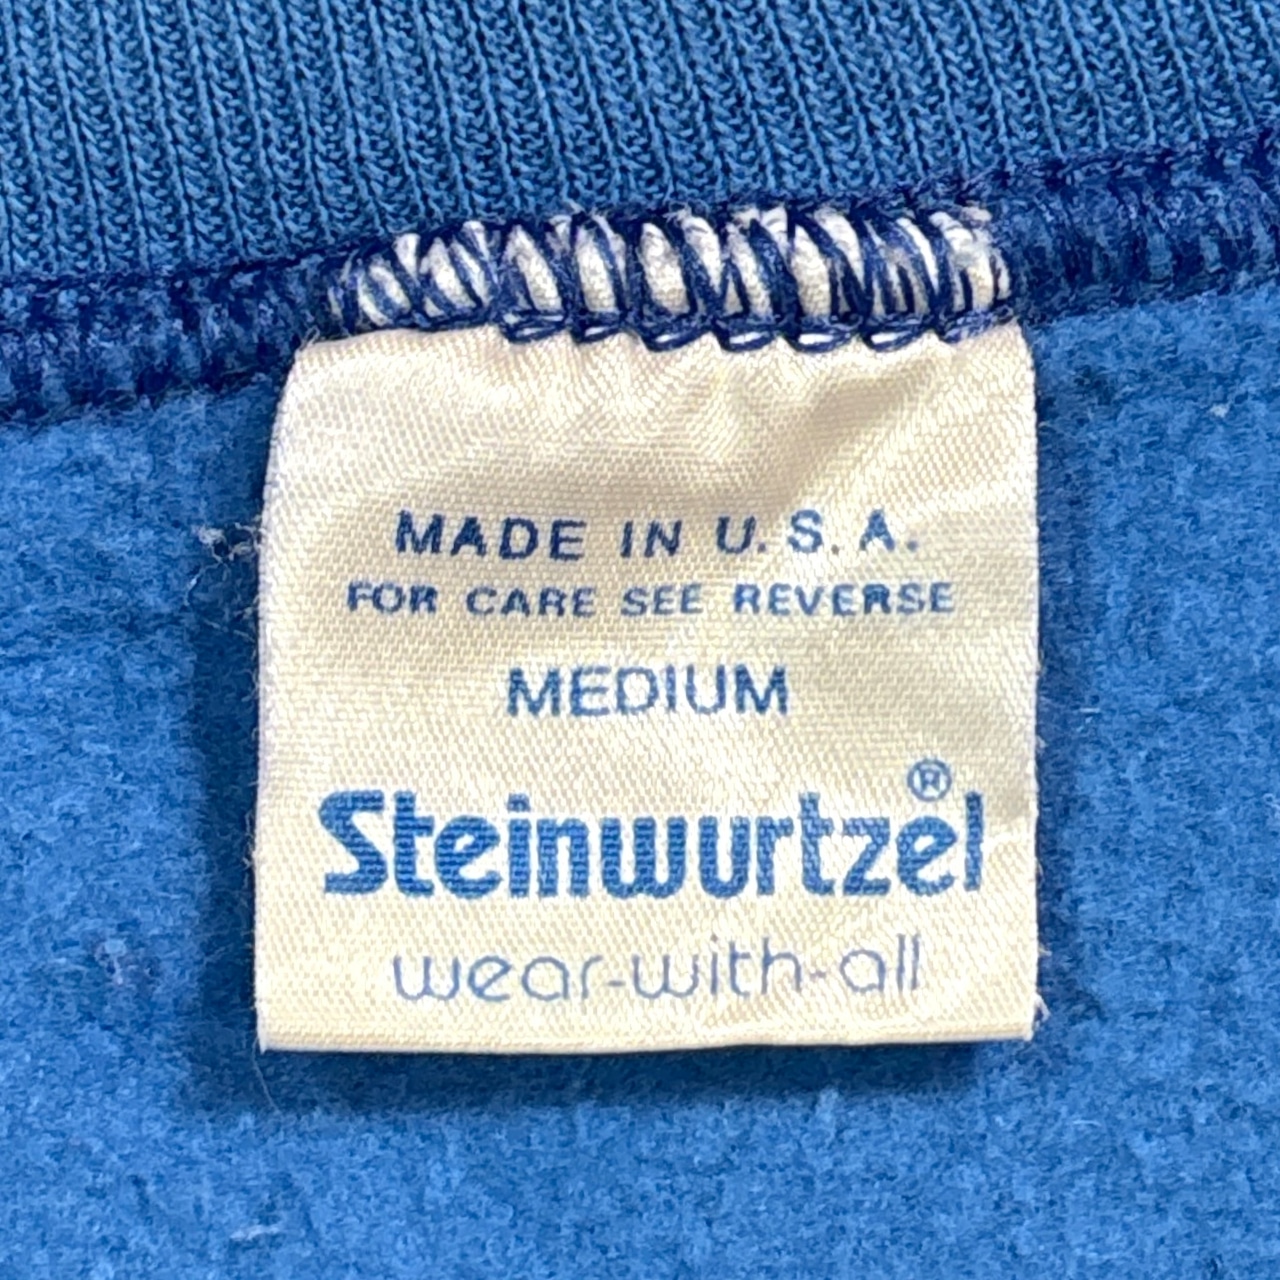 MADE IN U.S.A.
FOR CARE SEE REVERSE
MEDIUM
Steinwurtzel®
wear-with-all